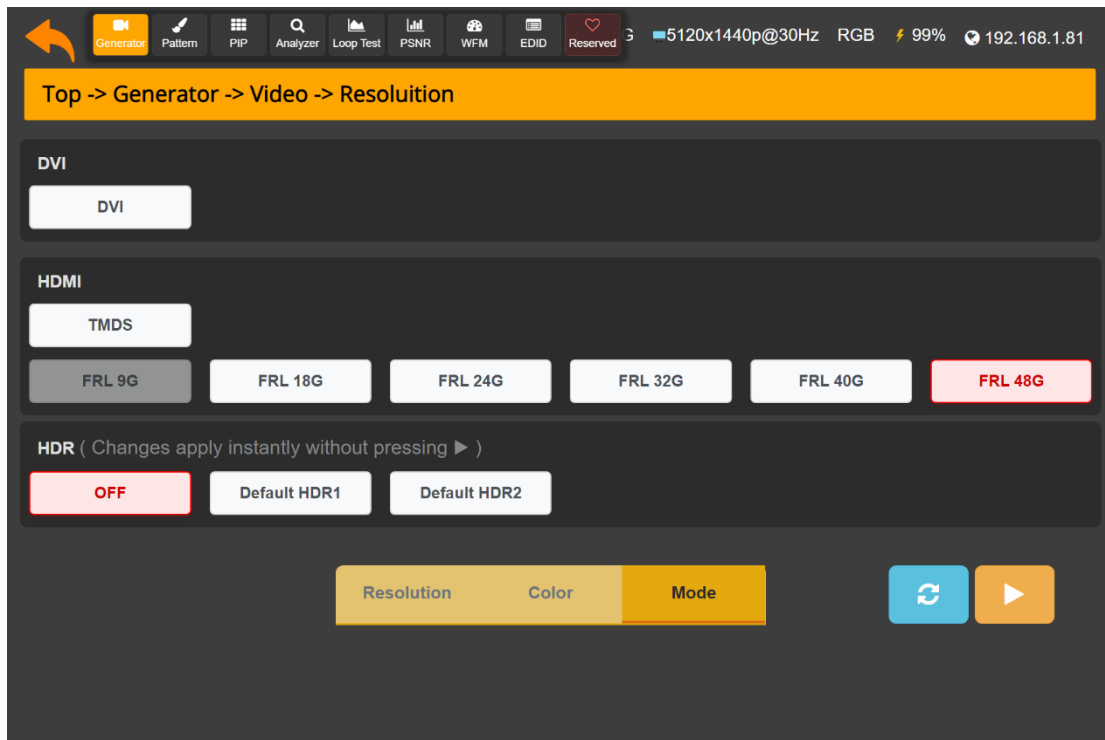 Generator Pattern PIP Analyzer Loop Test PSNR WFM EDID Reserved G 5120x1440p@30Hz RGB 99% 192.168.1.81
Top -> Generator -> Video -> Resoluition
DVI
DVI
HDMI
TMDS
FRL 9G FRL 18G FRL 24G FRL 32G FRL 40G FRL 48G
HDR ( Changes apply instantly without pressing ▶ )
OFF Default HDR1 Default HDR2
Resolution Color Mode